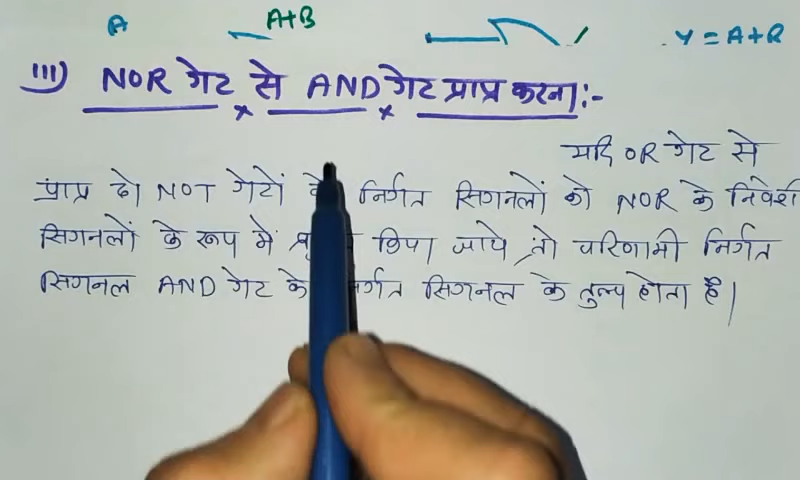 A A+B Y = A+B
iii) NOR गेट से AND गेट प्राप्त करना:-
यदि OR गेट से
प्राप्त दो NOT गेटों के निर्गत सिगनलों को NOR के निवेशी
सिगनलों के रूप में किया जाये, तो परिणामी निर्गत
सिगनल AND गेट के निर्गत सिगनल के तुल्य होता है।